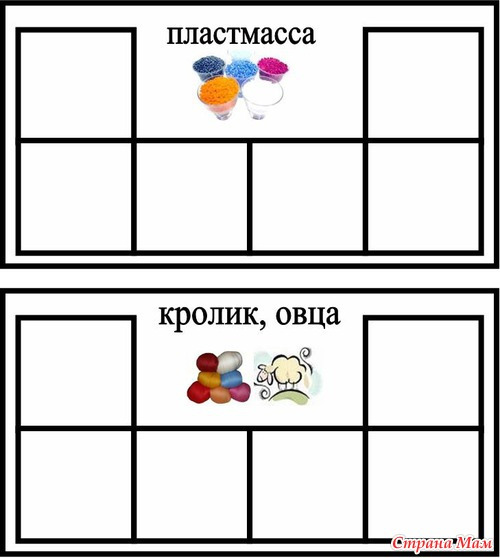 пластмасса
кролик, овца
Страна Мам